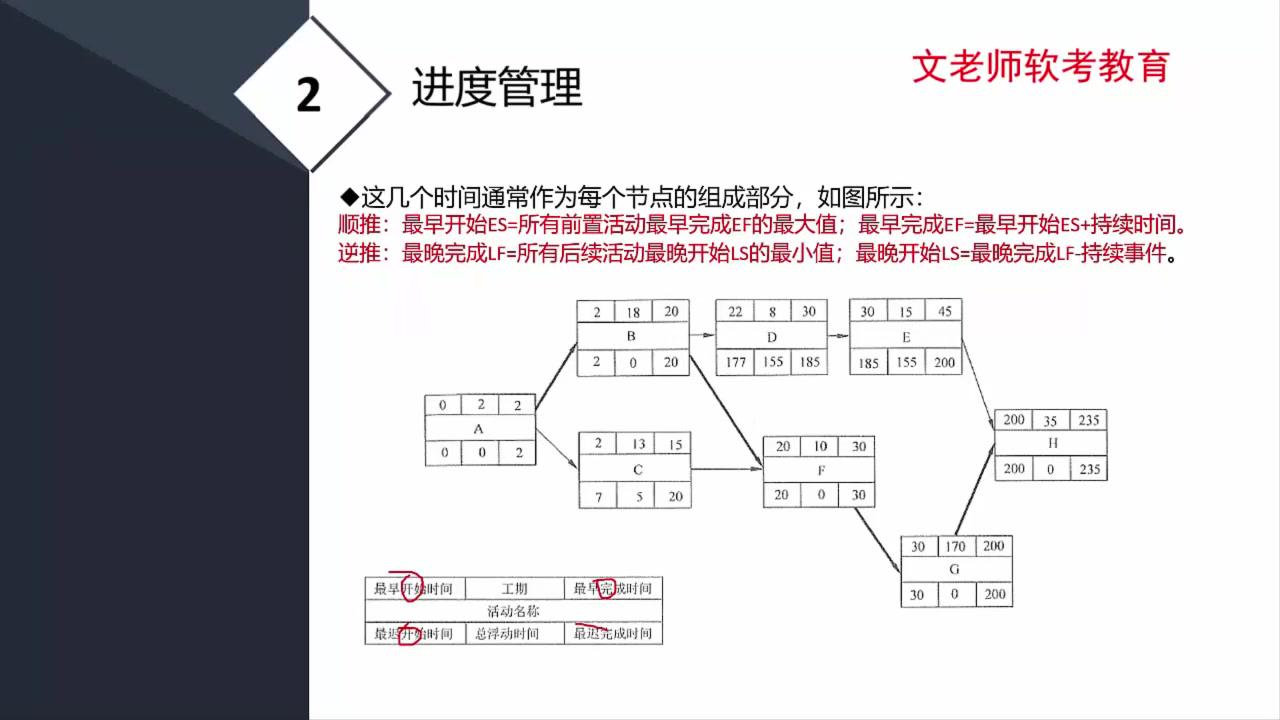 2
进度管理
文老师软考教育
◆这几个时间通常作为每个节点的组成部分，如图所示：
顺推：最早开始ES=所有前置活动最早完成EF的最大值；最早完成EF=最早开始ES+持续时间。
逆推：最晚完成LF=所有后续活动最晚开始LS的最小值；最晚开始LS=最晚完成LF-持续事件。
2 18 20
B
2 0 20
22 8 30
D
177 155 185
30 15 45
E
185 155 200
0 2 2
A
0 0 2
2 13 15
C
7 5 20
20 10 30
F
20 0 30
200 35 235
H
200 0 235
30 170 200
G
30 0 200
最早开始时间 工期 最早完成时间
活动名称
最迟开始时间 总浮动时间 最迟完成时间